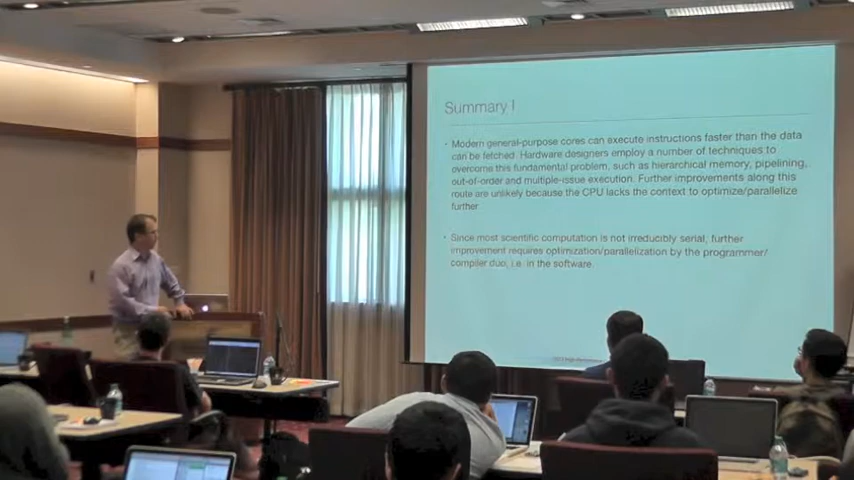 Summary I
• Modern general-purpose cores can execute instructions faster than the data
can be fetched. Hardware designers employ a number of techniques to
overcome this fundamental problem, such as hierarchical memory, pipelining,
out-of-order and multiple-issue execution. Further improvements along this
route are unlikely because the CPU lacks the context to optimize/parallelize
further
• Since most scientific computation is not irreducibly serial, further
improvement requires optimization/parallelization by the programmer/
compiler duo, i.e. in the software.